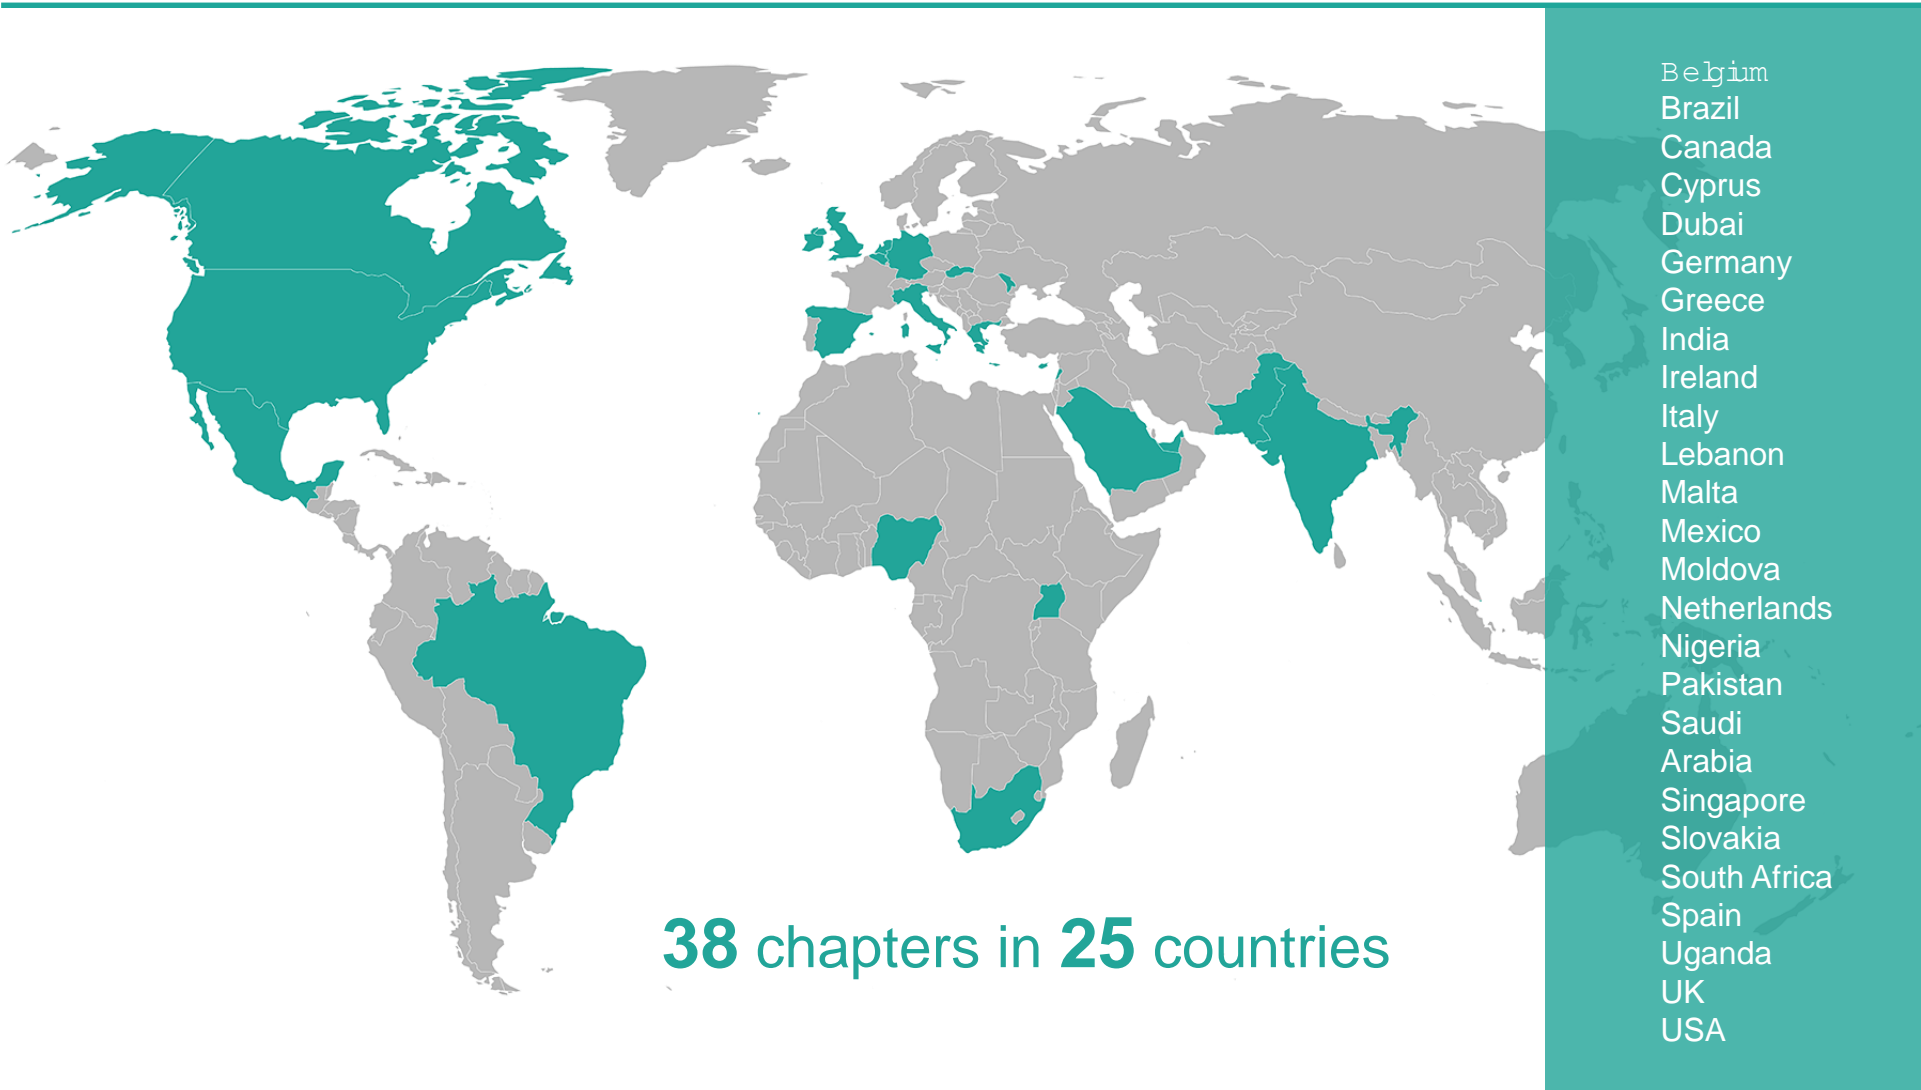 Belgium
Brazil
Canada
Cyprus
Dubai
Germany
Greece
India
Ireland
Italy
Lebanon
Malta
Mexico
Moldova
Netherlands
Nigeria
Pakistan
Saudi
Arabia
Singapore
Slovakia
South Africa
Spain
Uganda
UK
USA
38 chapters in 25 countries